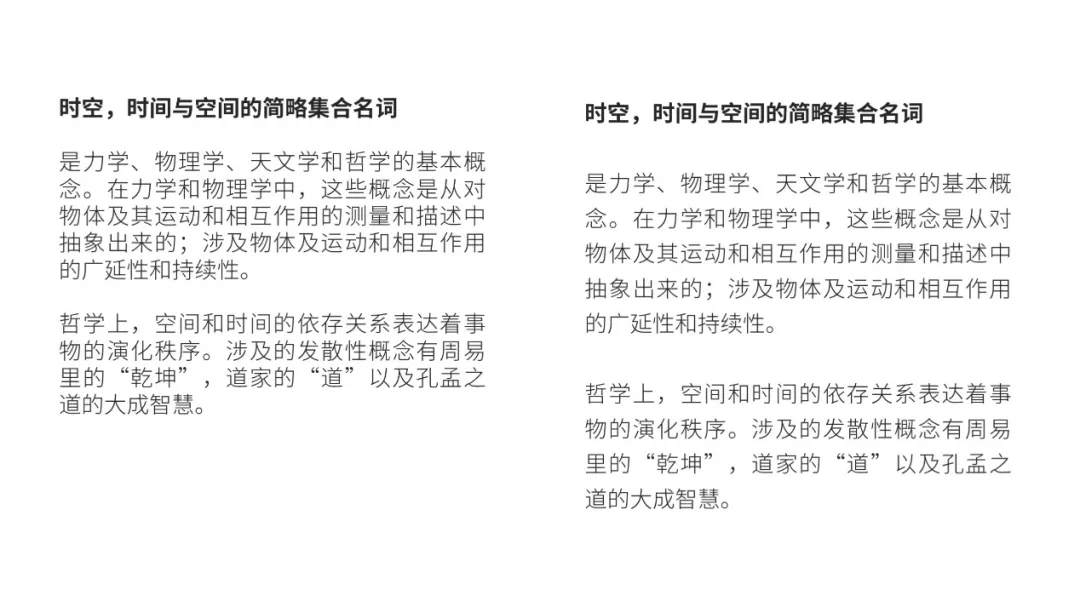 时空，时间与空间的简略集合名词
是力学、物理学、天文学和哲学的基本概
念。在力学和物理学中，这些概念是从对
物体及其运动和相互作用的测量和描述中
抽象出来的；涉及物体及运动和相互作用
的广延性和持续性。
哲学上，空间和时间的依存关系表达着事
物的演化秩序。涉及的发散性概念有周易
里的“乾坤”，道家的“道”以及孔孟之
道的大成智慧。
时空，时间与空间的简略集合名词
是力学、物理学、天文学和哲学的基本概
念。在力学和物理学中，这些概念是从对
物体及其运动和相互作用的测量和描述中
抽象出来的；涉及物体及运动和相互作用
的广延性和持续性。
哲学上，空间和时间的依存关系表达着事
物的演化秩序。涉及的发散性概念有周易
里的“乾坤”，道家的“道”以及孔孟之
道的大成智慧。